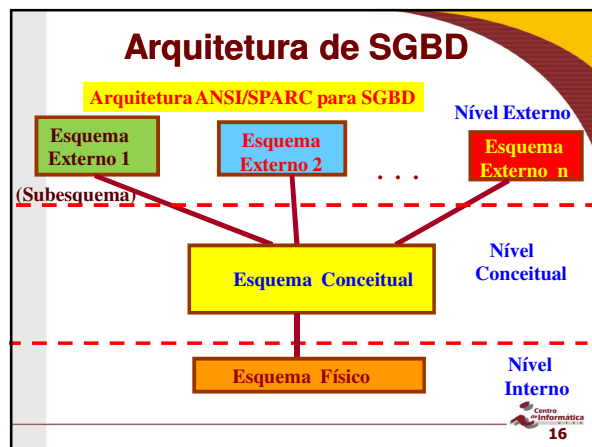 Arquitetura de SGBD
Arquitetura ANSI/SPARC para SGBD
Nível Externo
Esquema
Externo 1
Esquema
Externo 2
. . .
Esquema
Externo n
(Subesquema)
Esquema Conceitual
Nível
Conceitual
Esquema Físico
Nível
Interno
Centro
de Informática
UFPE
16